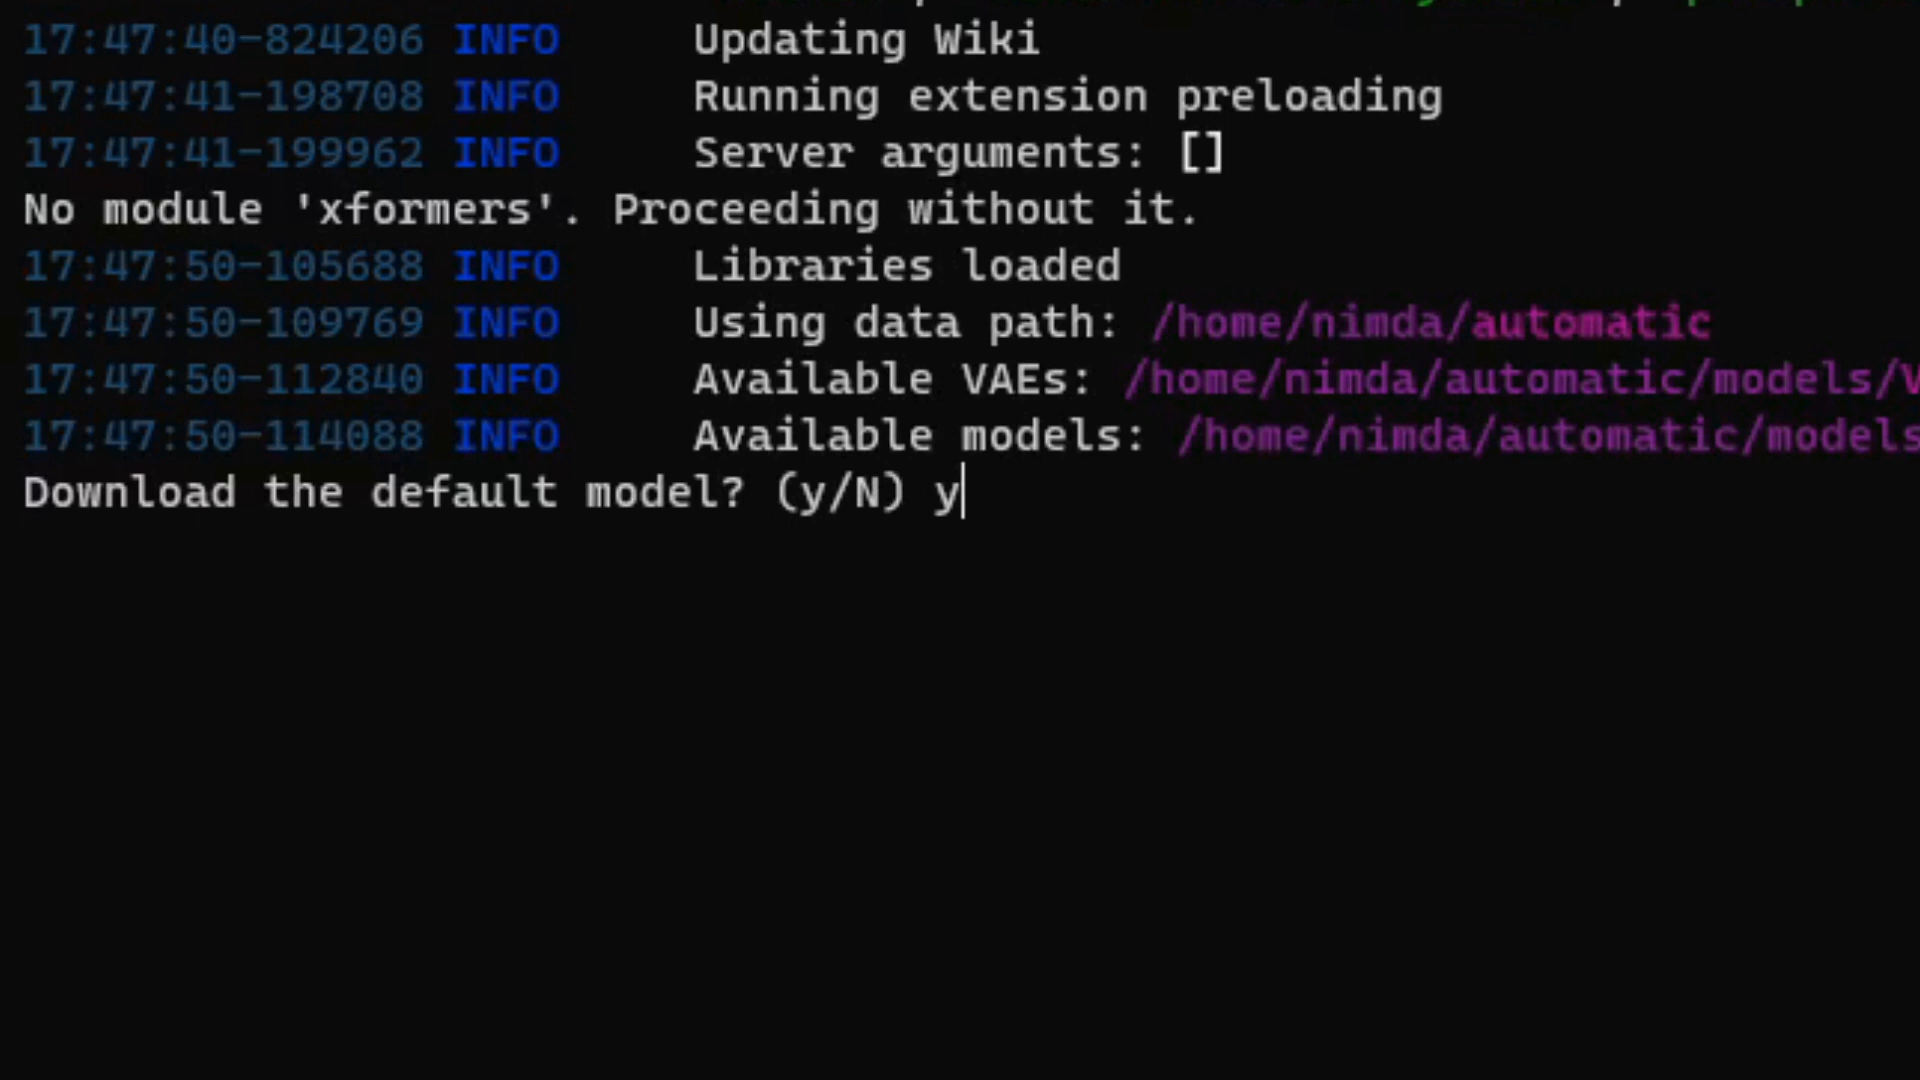 17:47:40-824206 INFO     Updating Wiki
17:47:41-198708 INFO     Running extension preloading
17:47:41-199962 INFO     Server arguments: []
No module 'xformers'. Proceeding without it.
17:47:50-105688 INFO     Libraries loaded
17:47:50-109769 INFO     Using data path: /home/nimda/automatic
17:47:50-112840 INFO     Available VAEs: /home/nimda/automatic/models/V
17:47:50-114088 INFO     Available models: /home/nimda/automatic/models
Download the default model? (y/N) y